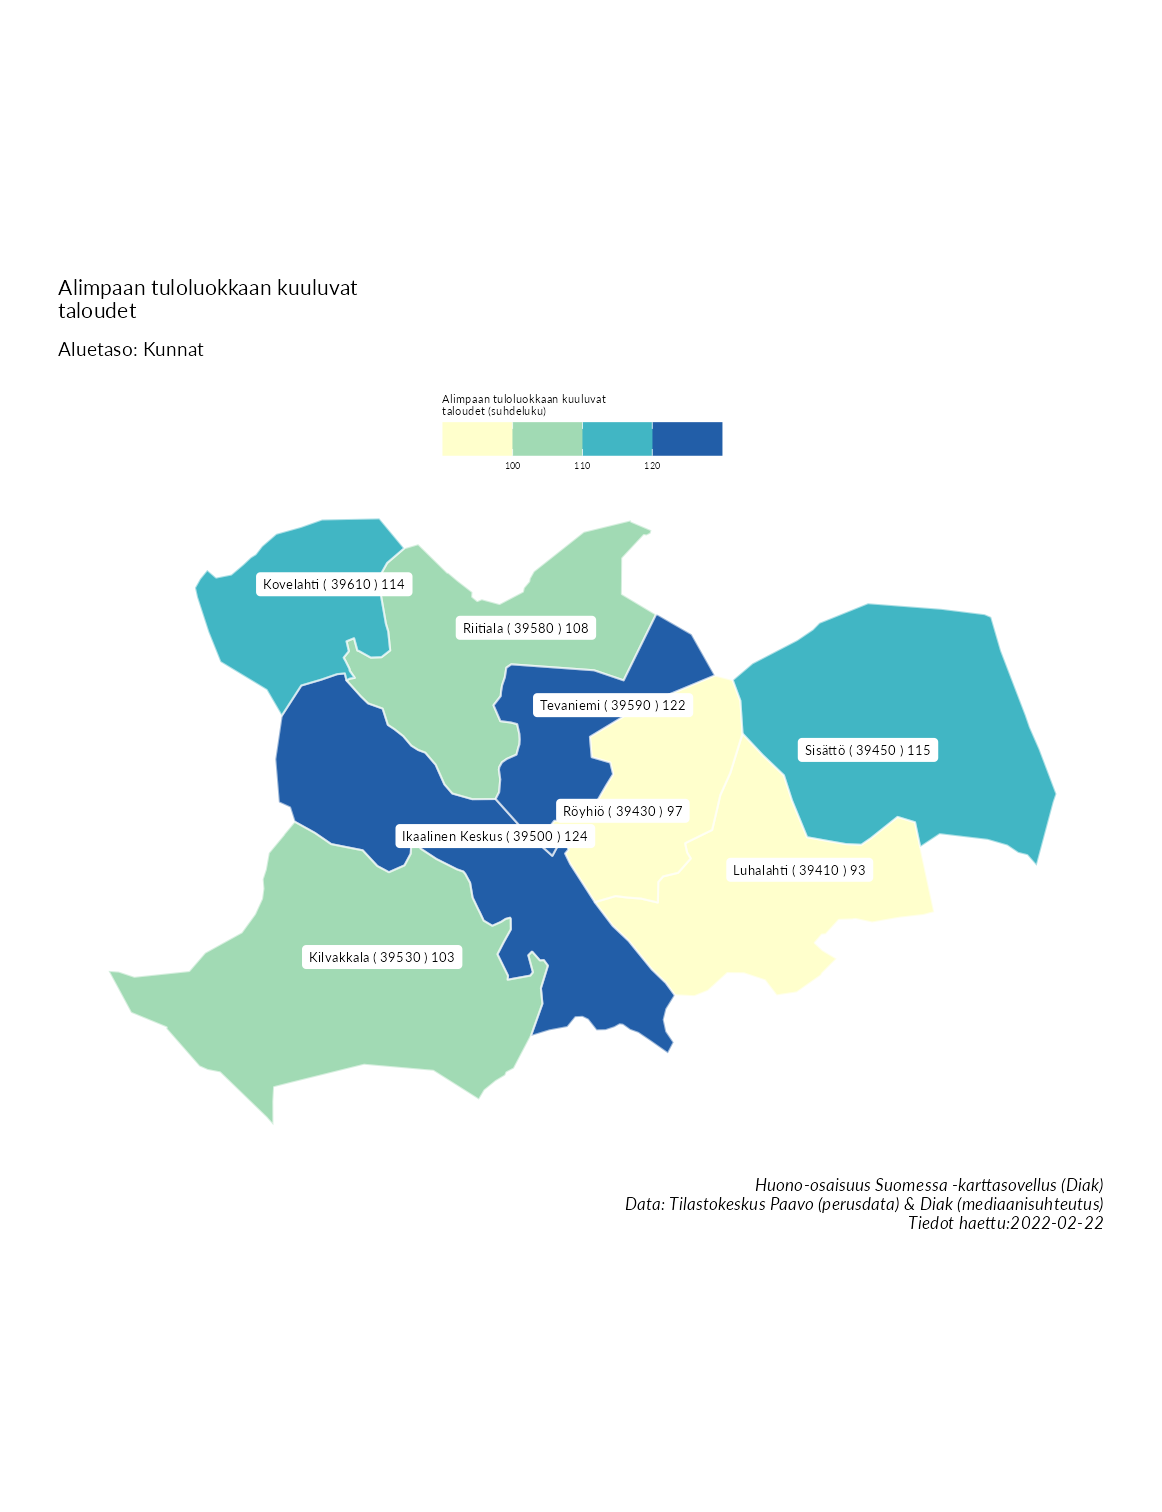 Alimpaan tuloluokkaan kuuluvat
taloudet
Aluetaso: Kunnat
Alimpaan tuloluokkaan kuuluvat
taloudet (suhdeluku)
100 110 120
Kovelahti ( 39610 ) 114
Riitiala ( 39580 ) 108
Tevaniemi ( 39590 ) 122
Sisättö ( 39450 ) 115
Röyhiö ( 39430 ) 97
Ikaalinen Keskus ( 39500 ) 124
Luhalahti ( 39410 ) 93
Kilvakkala ( 39530 ) 103
Huono-osaisuus Suomessa -karttasovellus (Diak)
Data: Tilastokeskus Paavo (perusdata) & Diak (mediaanisuhteutus)
Tiedot haettu:2022-02-22